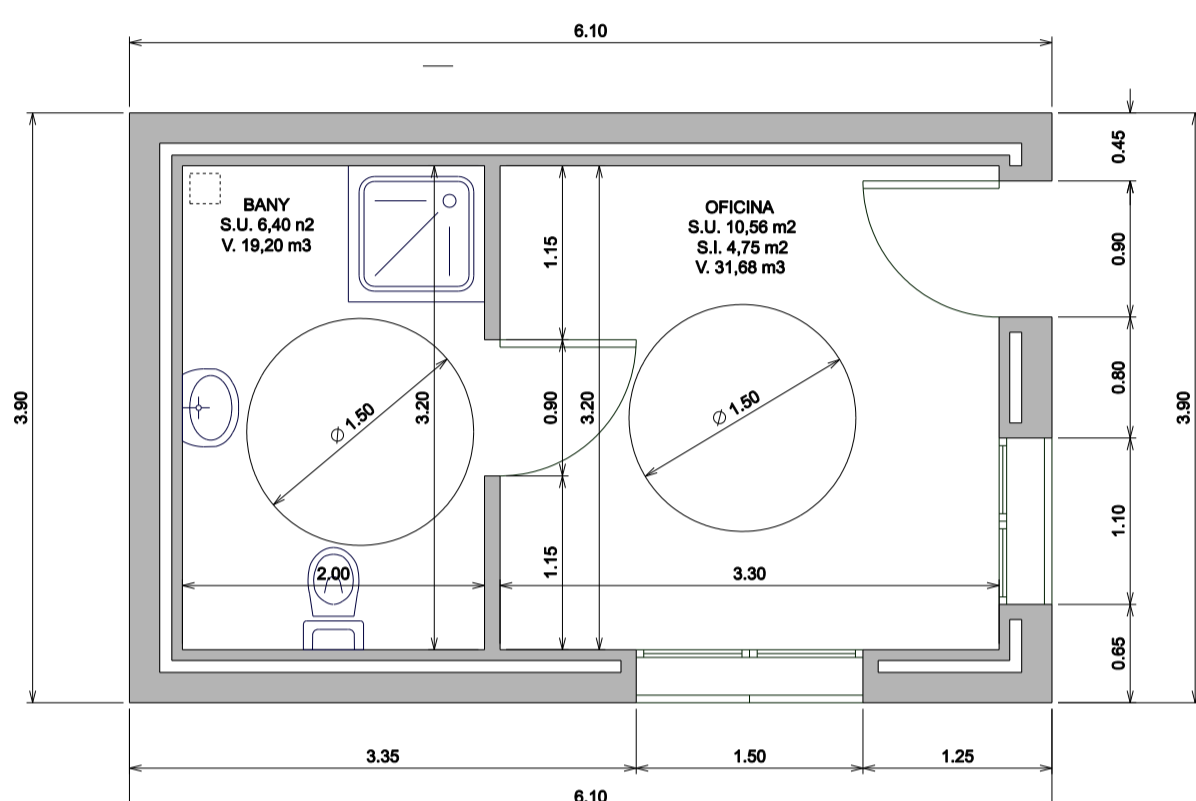 6.10
0.45
BANY
S.U. 6,40 n2
V. 19,20 m3
OFICINA
S.U. 10,56 m2
S.I. 4,75 m2
V. 31,68 m3
1.15
0.90
0.80
3.90
Ø 1.50
3.20
0.90
3.20
Ø 1.50
3.90
1.10
1.15
2.00
3.30
0.65
3.35
1.50
1.25
6.10